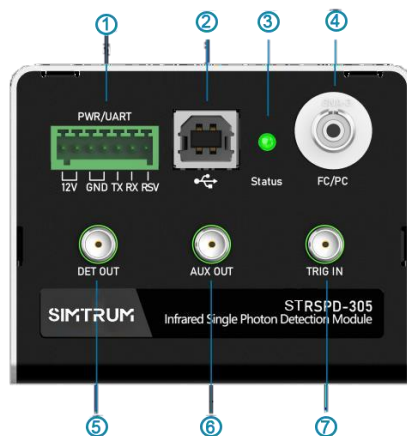 ① ② ③ ④
PWR/UART
12V GND TX RX RSV
Status
FC/PC
DET OUT
AUX OUT
TRIG IN
SIMTRUM
STRSPD-305
Infrared Single Photon Detection Module
⑤ ⑥ ⑦